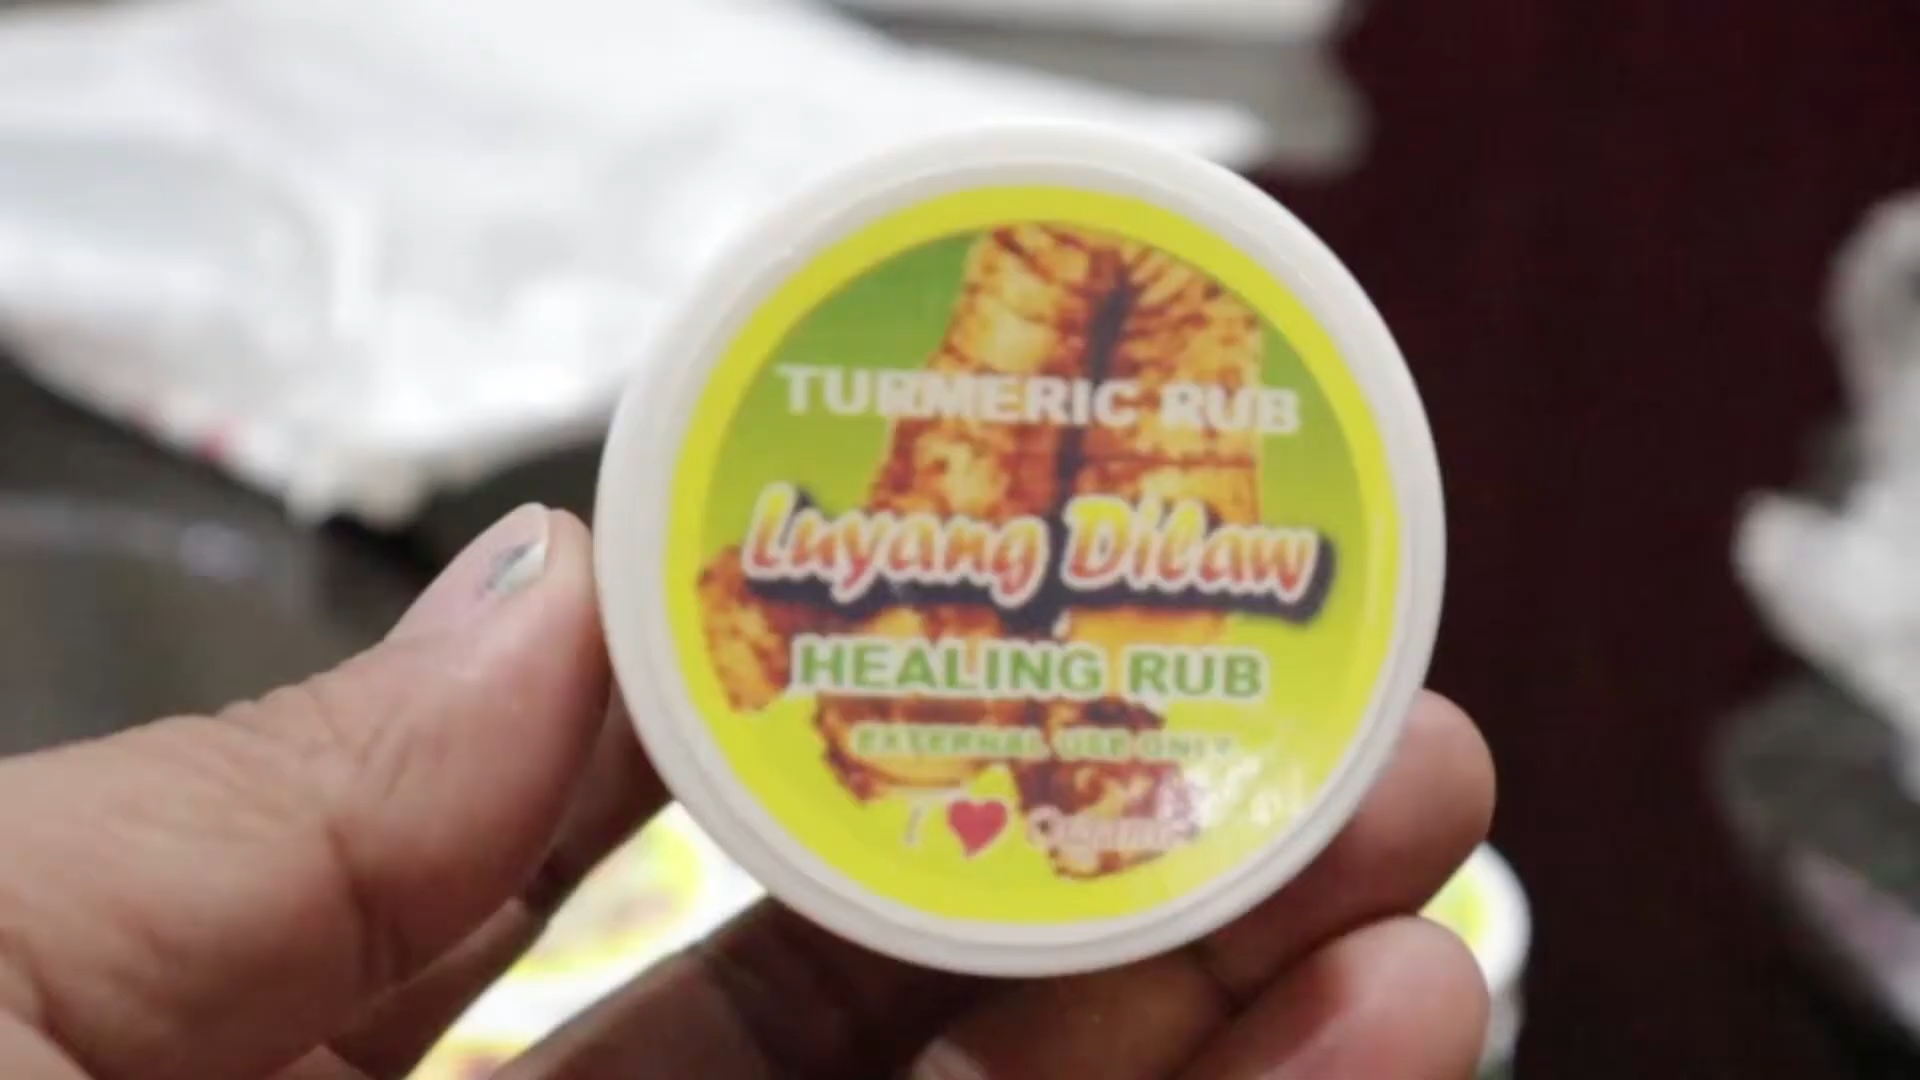 TURMERIC RUB
Luyang Dilaw
HEALING RUB
EXTERNAL USE ONLY
I ❤ Organic